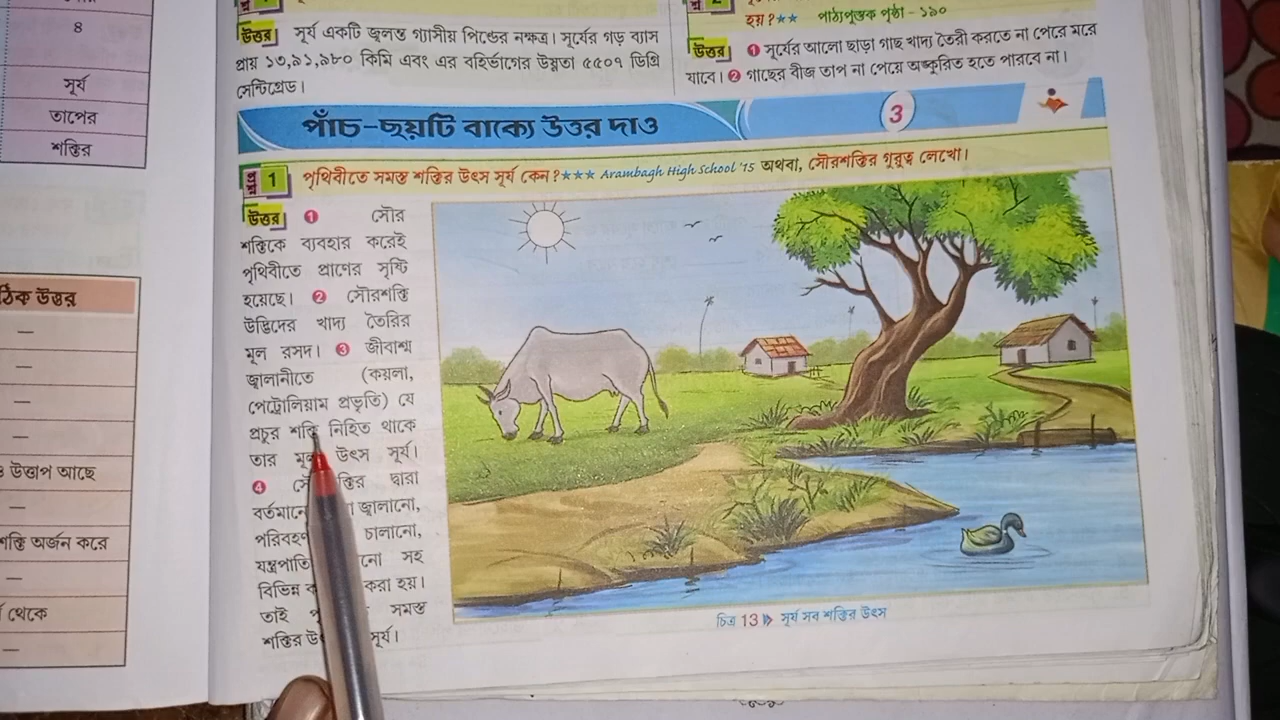 ৪
সূর্য
তাপের
শক্তির
ঠিক উত্তর
—
—
—
—
উত্তাপ আছে
—
শক্তি অর্জন করে
—
থেকে
—
উত্তর সূর্য একটি জ্বলন্ত গ্যাসীয় পিন্ডের নক্ষত্র। সূর্যের গড় ব্যাস
প্রায় ১৩,৯১,৯৮০ কিমি এবং এর বহির্ভাগের উষ্ণতা ৫৫০৭ ডিগ্রি
সেন্টিগ্রেড।
হয়?★★ পাঠ্যপুস্তক পৃষ্ঠা - ১৯০
উত্তর ❶ সূর্যের আলো ছাড়া গাছ খাদ্য তৈরী করতে না পেরে মরে
যাবে। ❷ গাছের বীজ তাপ না পেয়ে অঙ্কুরিত হতে পারবে না।
পাঁচ-ছয়টি বাক্যে উত্তর দাও
3
প্রশ্ন 1 পৃথিবীতে সমস্ত শক্তির উৎস সূর্য কেন?★★★ Arambagh High School '15 অথবা, সৌরশক্তির গুরুত্ব লেখো।
উত্তর ❶ সৌর
শক্তিকে ব্যবহার করেই
পৃথিবীতে প্রাণের সৃষ্টি
হয়েছে। ❷ সৌরশক্তি
উদ্ভিদের খাদ্য তৈরির
মূল রসদ। ❸ জীবাশ্ম
জ্বালানীতে (কয়লা,
পেট্রোলিয়াম প্রভৃতি) যে
প্রচুর শক্তি নিহিত থাকে
তার মূল উৎস সূর্য।
❹ দ্বারা
বর্তমানে জ্বালানো,
পরিবহণ চালানো,
যন্ত্রপাতি সহ
বিভিন্ন করা হয়।
তাই সমস্ত
শক্তির সূর্য।
চিত্র 13 সূর্য সব শক্তির উৎস